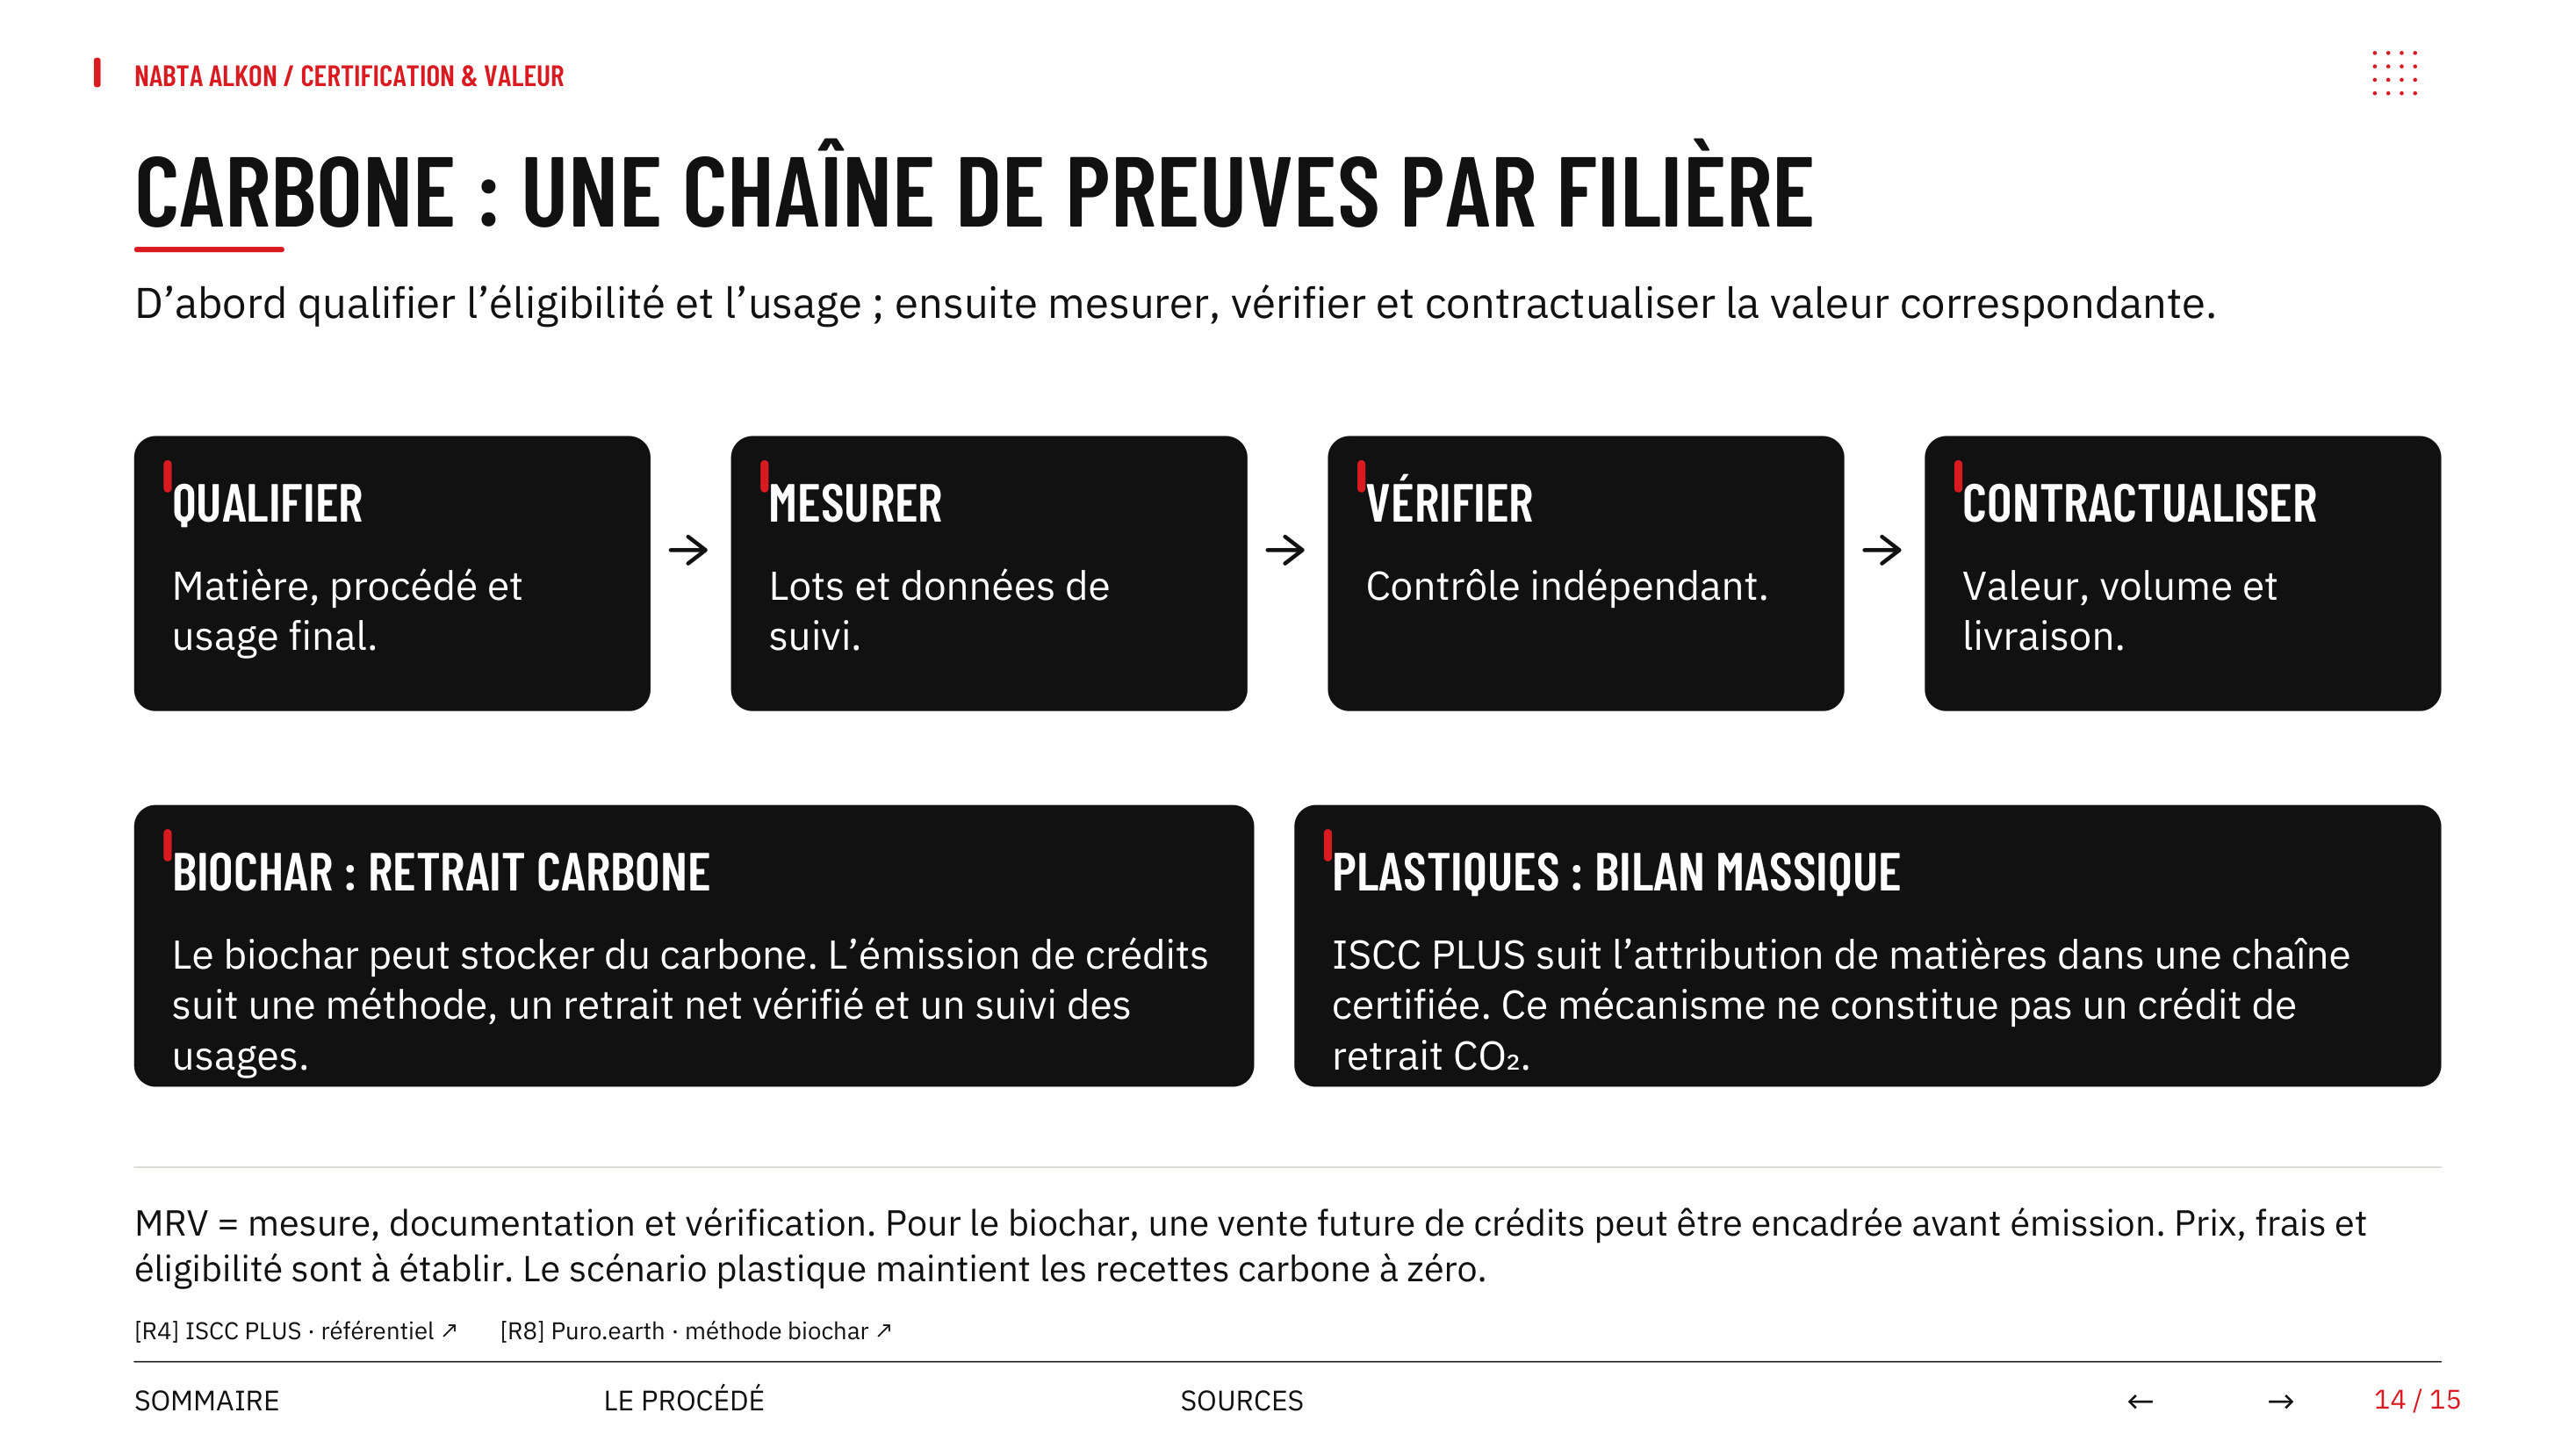 NABTA ALKON / CERTIFICATION & VALEUR
CARBONE : UNE CHAÎNE DE PREUVES PAR FILIÈRE
D’abord qualifier l’éligibilité et l’usage ; ensuite mesurer, vérifier et contractualiser la valeur correspondante.
QUALIFIER
Matière, procédé et
usage final.
→
MESURER
Lots et données de
suivi.
→
VÉRIFIER
Contrôle indépendant.
→
CONTRACTUALISER
Valeur, volume et
livraison.
BIOCHAR : RETRAIT CARBONE
Le biochar peut stocker du carbone. L’émission de crédits
suit une méthode, un retrait net vérifié et un suivi des
usages.
PLASTIQUES : BILAN MASSIQUE
ISCC PLUS suit l’attribution de matières dans une chaîne
certifiée. Ce mécanisme ne constitue pas un crédit de
retrait CO₂.
MRV = mesure, documentation et vérification. Pour le biochar, une vente future de crédits peut être encadrée avant émission. Prix, frais et
éligibilité sont à établir. Le scénario plastique maintient les recettes carbone à zéro.
[R4] ISCC PLUS · référentiel ↗ [R8] Puro.earth · méthode biochar ↗
SOMMAIRE LE PROCÉDÉ SOURCES ← → 14 / 15